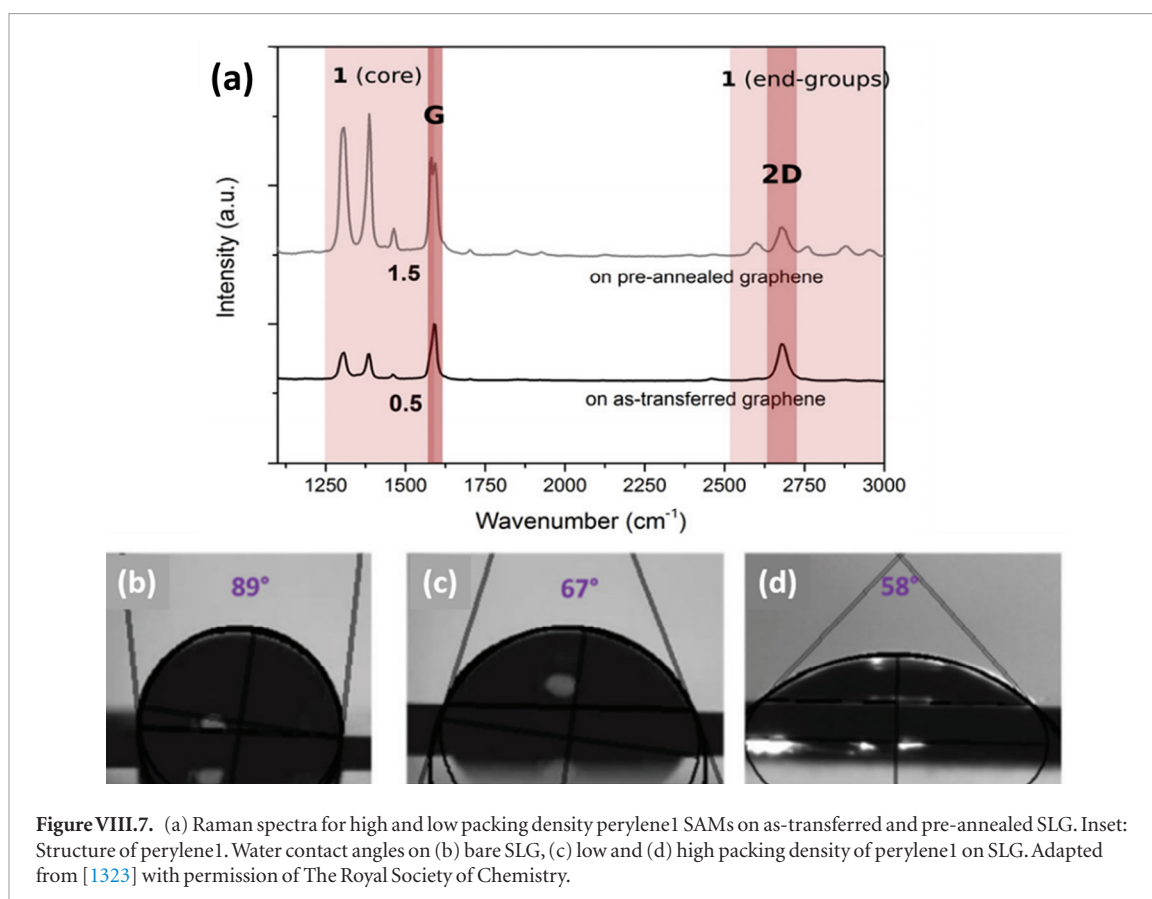 (a)
1 (core)
1 (end-groups)
G
2D
Intensity (a.u.)
1.5
on pre-annealed graphene
0.5
on as-transferred graphene
1250 1500 1750 2000 2250 2500 2750 3000
Wavenumber (cm⁻¹)
(b) 89°
(c) 67°
(d) 58°
Figure VIII.7. (a) Raman spectra for high and low packing density perylene1 SAMs on as-transferred and pre-annealed SLG. Inset:
Structure of perylene1. Water contact angles on (b) bare SLG, (c) low and (d) high packing density of perylene1 on SLG. Adapted
from [1323] with permission of The Royal Society of Chemistry.